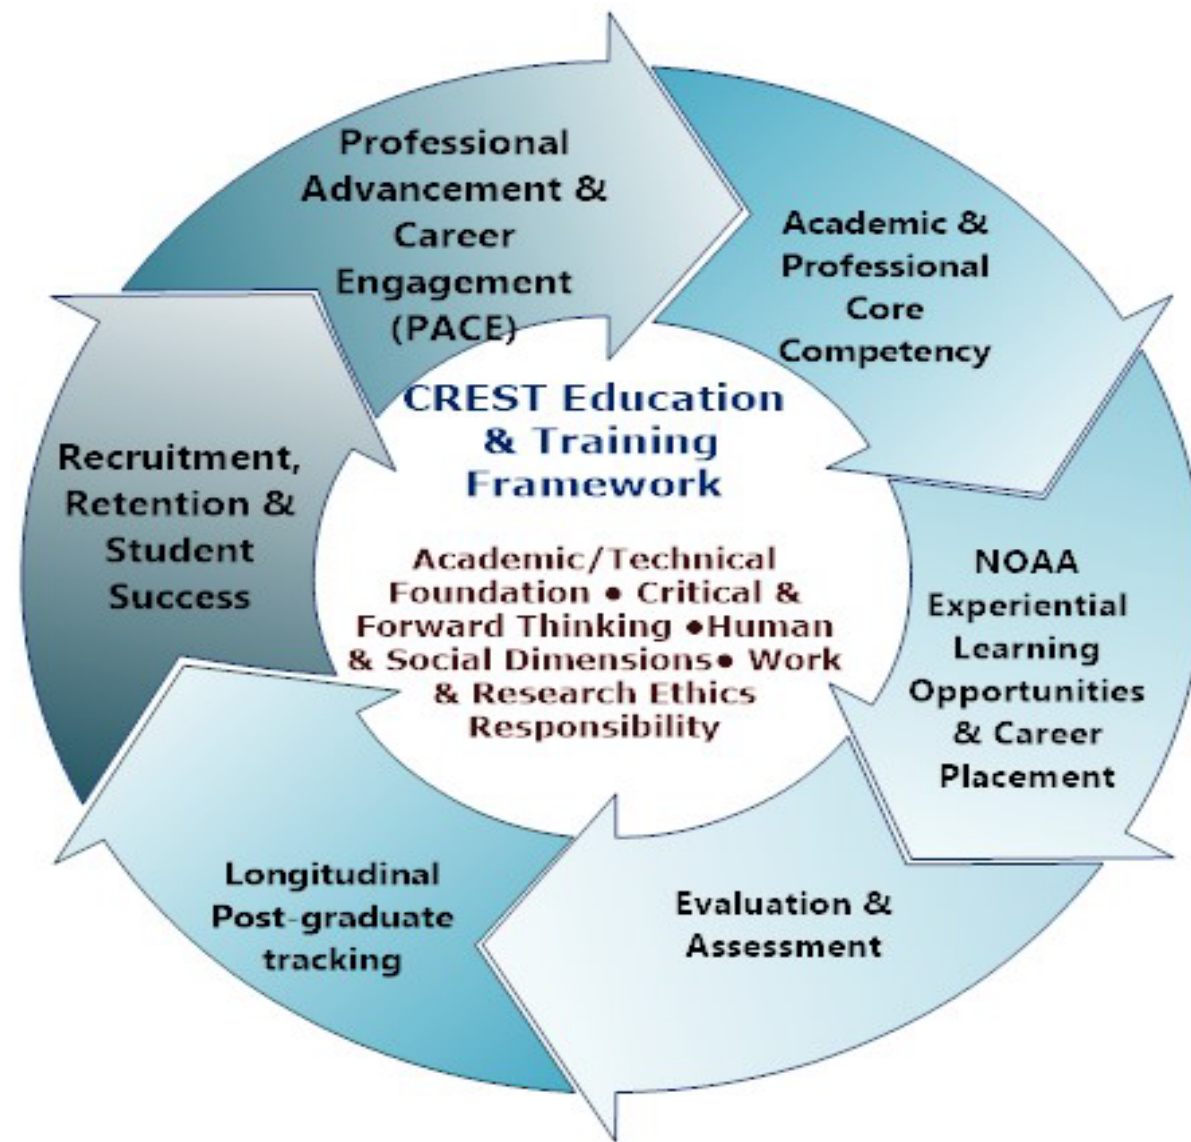 Professional
Advancement &
Career
Engagement
(PACE)
Academic &
Professional
Core
Competency
NOAA
Experiential
Learning
Opportunities
& Career
Placement
Evaluation &
Assessment
Longitudinal
Post-graduate
tracking
Recruitment,
Retention &
Student
Success
CREST Education
& Training
Framework
Academic/Technical
Foundation ● Critical &
Forward Thinking ●Human
& Social Dimensions● Work
& Research Ethics
Responsibility